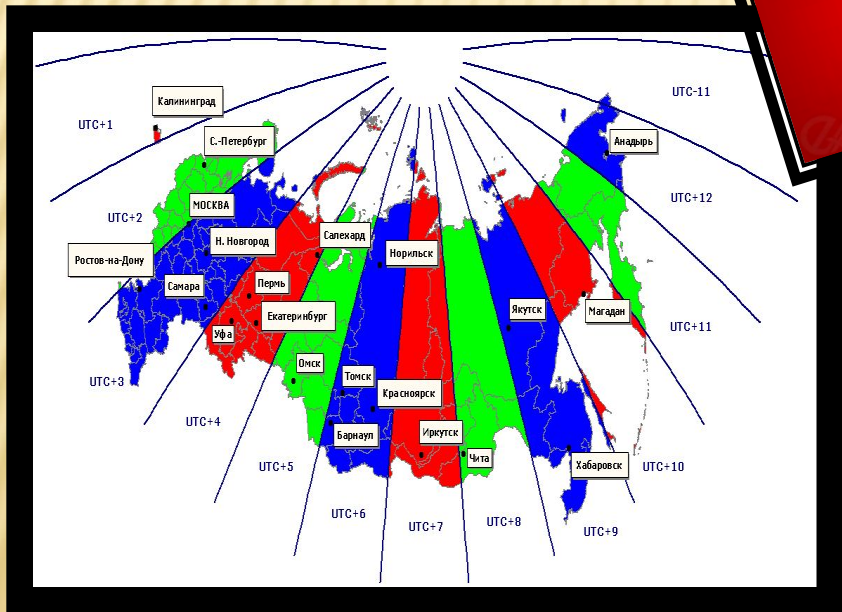 UTC-11
Калининград
UTC+1
С.-Петербург
Анадырь
UTC+12
МОСКВА
UTC+2
Салехард
Н. Новгород
Норильск
Ростов-на-Дону
Самара
Пермь
Якутск
Магадан
Екатеринбург
UTC+11
Уфа
Омск
UTC+3
Томск
Красноярск
UTC+4
Барнаул
Иркутск
Чита
UTC+5
Хабаровск
UTC+10
UTC+6
UTC+7
UTC+8
UTC+9